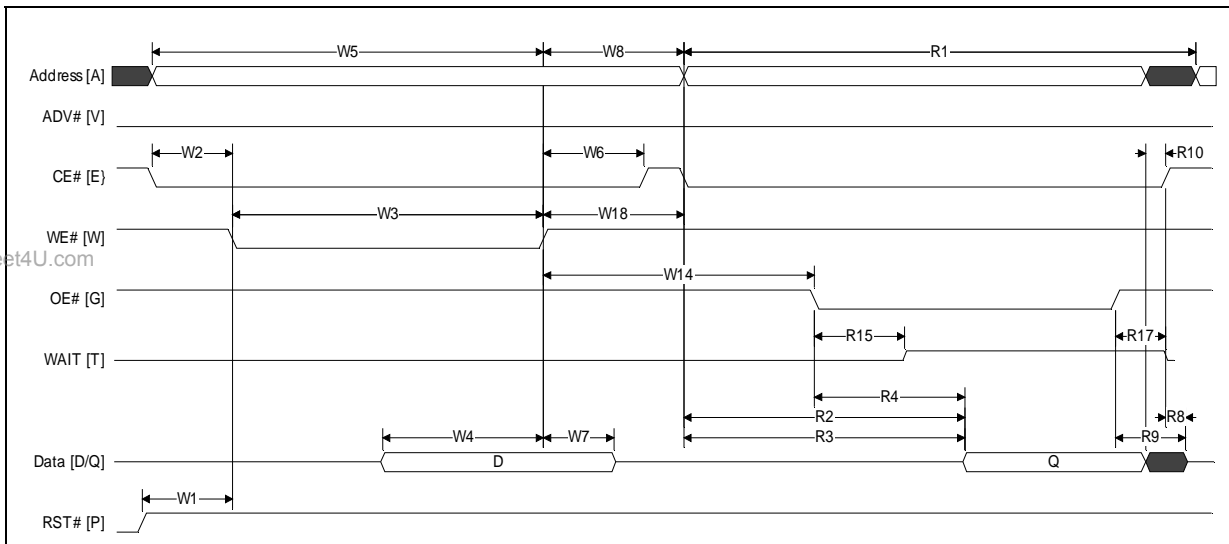 W5 W8 R1
Address [A]
ADV# [V]
W2 W6 R10
CE# [E}
W3 W18
WE# [W]
eet4U.com
W14
OE# [G]
R15 R17
WAIT [T]
R4
R2 R8
W4 W7 R3 R9
Data [D/Q] D Q
W1
RST# [P]